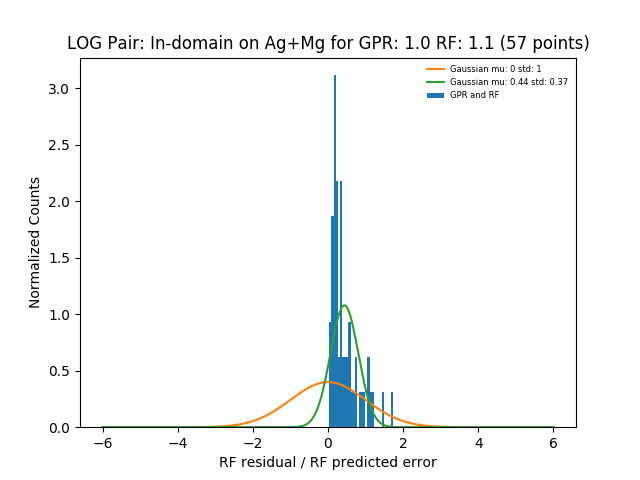 LOG Pair: In-domain on Ag+Mg for GPR: 1.0 RF: 1.1 (57 points)
Gaussian mu: 0 std: 1
Gaussian mu: 0.44 std: 0.37
GPR and RF
Normalized Counts
3.0
2.5
2.0
1.5
1.0
0.5
0.0
−6 −4 −2 0 2 4 6
RF residual / RF predicted error